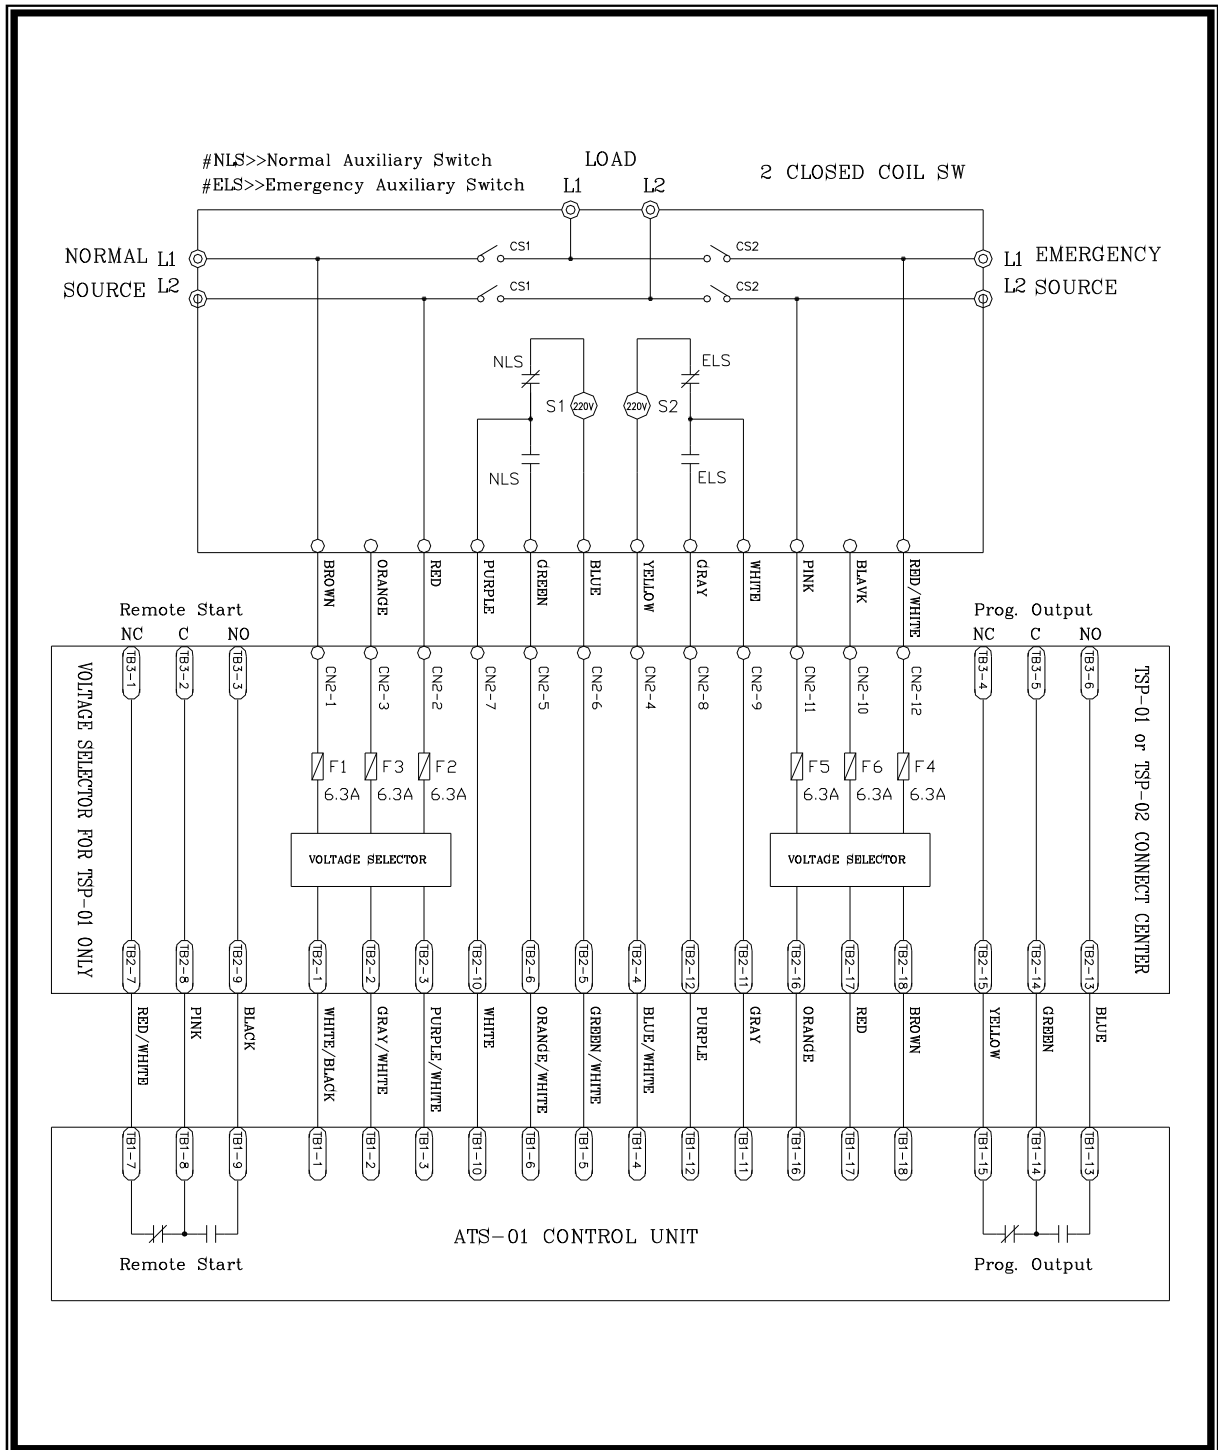 #NLS>>Normal Auxiliary Switch
#ELS>>Emergency Auxiliary Switch
LOAD
L1 L2
2 CLOSED COIL SW
NORMAL L1
SOURCE L2
CS1 CS2
L1 EMERGENCY
L2 SOURCE
CS1 CS2
NLS ELS
S1 220V 220V S2
NLS ELS
BROWN
ORANGE
RED
PURPLE
GREEN
BLUE
YELLOW
GRAY
WHITE
PINK
BLAVK
RED/WHITE
Remote Start
NC C NO
Prog. Output
NC C NO
TB3-1
TB3-2
TB3-3
CN2-1
CN2-3
CN2-2
CN2-7
CN2-5
CN2-6
CN2-4
CN2-8
CN2-9
CN2-11
CN2-10
CN2-12
TB3-4
TB3-5
TB3-6
VOLTAGE SELECTOR FOR TSP-01 ONLY
TSP-01 or TSP-02 CONNECT CENTER
F1 F3 F2
6.3A 6.3A 6.3A
F5 F6 F4
6.3A 6.3A 6.3A
VOLTAGE SELECTOR
VOLTAGE SELECTOR
TB2-7
TB2-8
TB2-9
TB2-1
TB2-2
TB2-3
TB2-10
TB2-6
TB2-5
TB2-4
TB2-12
TB2-11
TB2-16
TB2-17
TB2-18
TB2-15
TB2-14
TB2-13
RED/WHITE
PINK
BLACK
WHITE/BLACK
GRAY/WHITE
PURPLE/WHITE
WHITE
ORANGE/WHITE
GREEN/WHITE
BLUE/WHITE
PURPLE
GRAY
ORANGE
RED
BROWN
YELLOW
GREEN
BLUE
TB1-7
TB1-8
TB1-9
TB1-1
TB1-2
TB1-3
TB1-10
TB1-6
TB1-5
TB1-4
TB1-12
TB1-11
TB1-16
TB1-17
TB1-18
TB1-15
TB1-14
TB1-13
ATS-01 CONTROL UNIT
Remote Start
Prog. Output